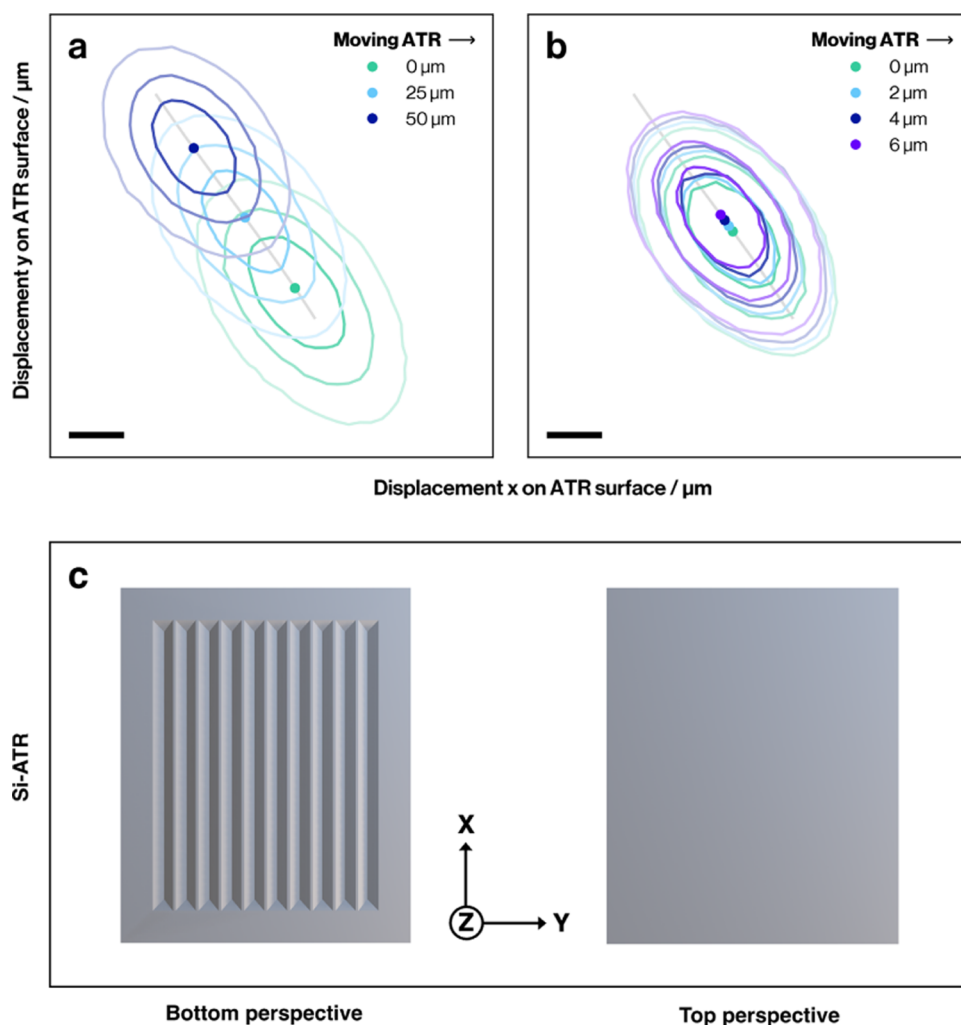 a
Moving ATR →
0 µm
25 µm
50 µm
b
Moving ATR →
0 µm
2 µm
4 µm
6 µm
Displacement y on ATR surface / µm
Displacement x on ATR surface / µm
c
Si-ATR
X
Z
Y
Bottom perspective
Top perspective